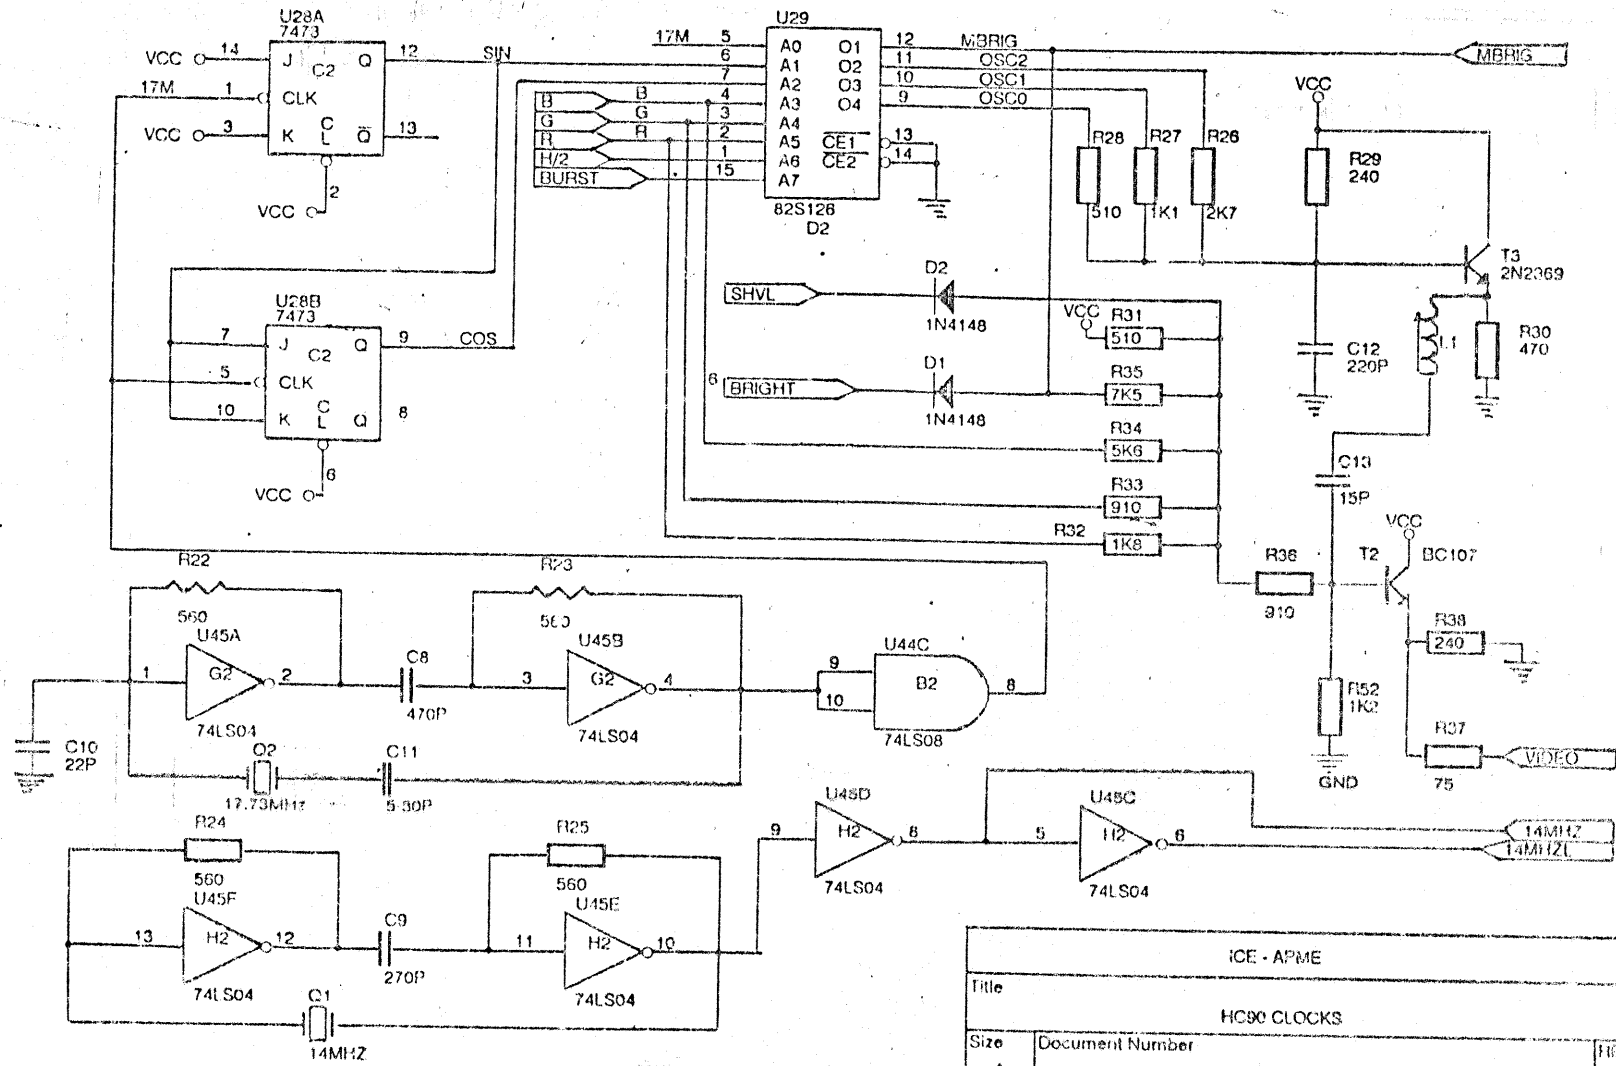 U28A
7473
VCC 14 J Q 12 SIN
C2
17M 1 CLK
VCC 3 K C L Q 13
2
VCC
U29
17M 5 A0 O1 12 MBRIG
6 A1 O2 11 OSC2
7 A2 O3 10 OSC1
B B 4 A3 O4 9 OSC0
G G 3 A4
R R 2 A5 CE1 13
H/2 1 A6 CE2 14
BURST 15 A7
82S126
D2
MBRIG
VCC
R28 R27 R26
510 1K1 2K7
R29
240
T3
2N2369
U28B
7473
7 J Q 9 COS
C2
5 CLK
10 K C L Q 8
6
VCC
SHVL D2
1N4148
6 BRIGHT D1
1N4148
VCC R31
510
R35
7K5
R34
5K6
R33
910
R32
1K8
C12
220P
L1
R30
470
C13
15P
VCC
T2 BC107
R36
910
R38
240
R52
1K2
GND
R37
75
VIDEO
R22
560
U45A
1 G2 2
74LS04
C8
470P
R23
560
U45B
3 G2 4
74LS04
U44C
9
10 B2 8
74LS08
C10
22P
Q2
17.73MHz
C11
5-30P
R24
560
U45F
13 H2 12
74LS04
C9
270P
R25
560
U45E
11 H2 10
74LS04
Q1
14MHZ
9 H2 8
74LS04
U45C
5 H2 6
74LS04
14MHZ
14MHZL
ICE - APME
Title
HC90 CLOCKS
Size Document Number